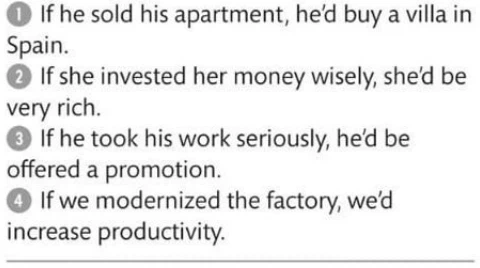 1 If he sold his apartment, he'd buy a villa in
Spain.
2 If she invested her money wisely, she'd be
very rich.
3 If he took his work seriously, he'd be
offered a promotion.
4 If we modernized the factory, we'd
increase productivity.